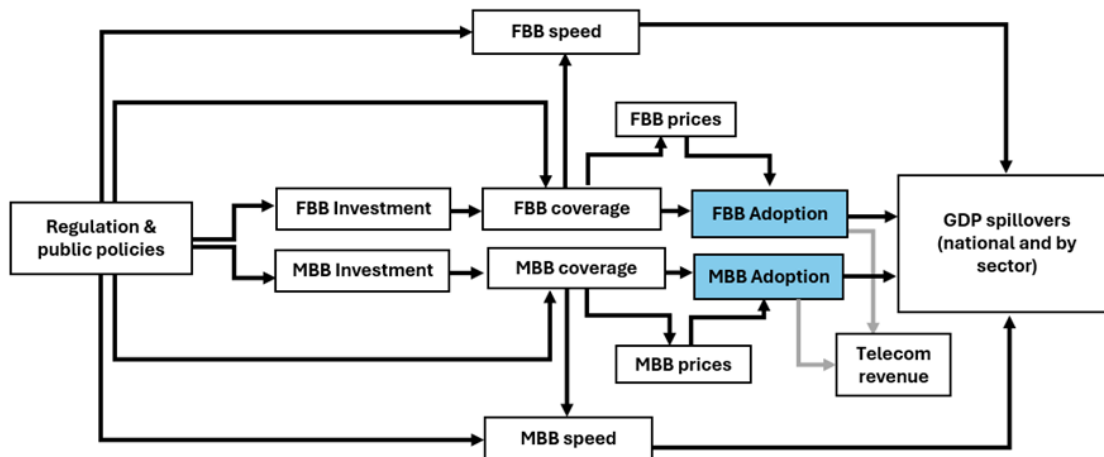 FBB speed
FBB prices
FBB Investment
FBB coverage
FBB Adoption
Regulation &
public policies
GDP spillovers
(national and by
sector)
MBB Investment
MBB coverage
MBB Adoption
MBB prices
Telecom
revenue
MBB speed